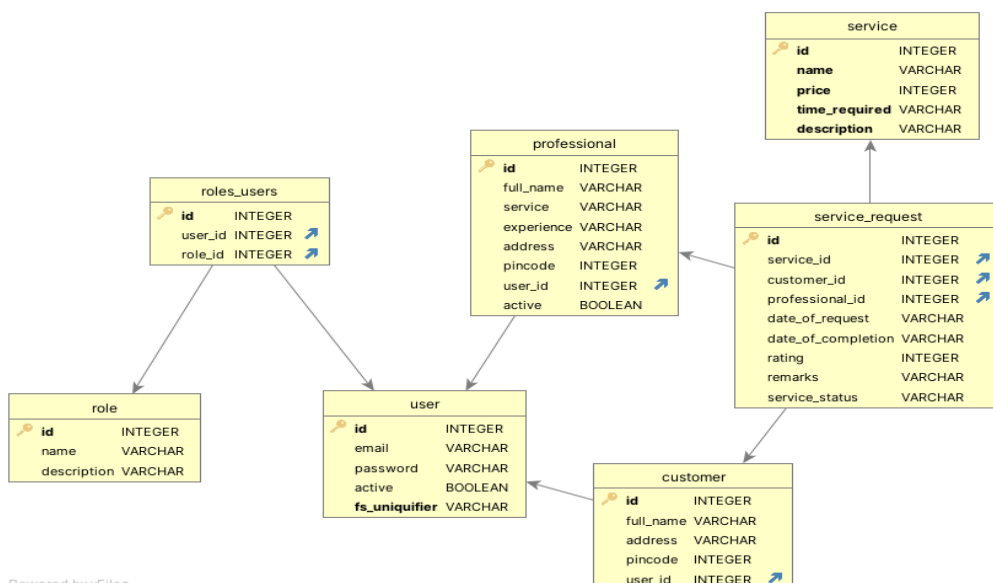 service
id INTEGER
name VARCHAR
price INTEGER
time_required VARCHAR
description VARCHAR
professional
id INTEGER
full_name VARCHAR
service VARCHAR
experience VARCHAR
address VARCHAR
pincode INTEGER
user_id INTEGER
active BOOLEAN
roles_users
id INTEGER
user_id INTEGER
role_id INTEGER
service_request
id INTEGER
service_id INTEGER
customer_id INTEGER
professional_id INTEGER
date_of_request VARCHAR
date_of_completion VARCHAR
rating INTEGER
remarks VARCHAR
service_status VARCHAR
role
id INTEGER
name VARCHAR
description VARCHAR
user
id INTEGER
email VARCHAR
password VARCHAR
active BOOLEAN
fs_uniquifier VARCHAR
customer
id INTEGER
full_name VARCHAR
address VARCHAR
pincode INTEGER
user_id INTEGER
Powered by yFiles